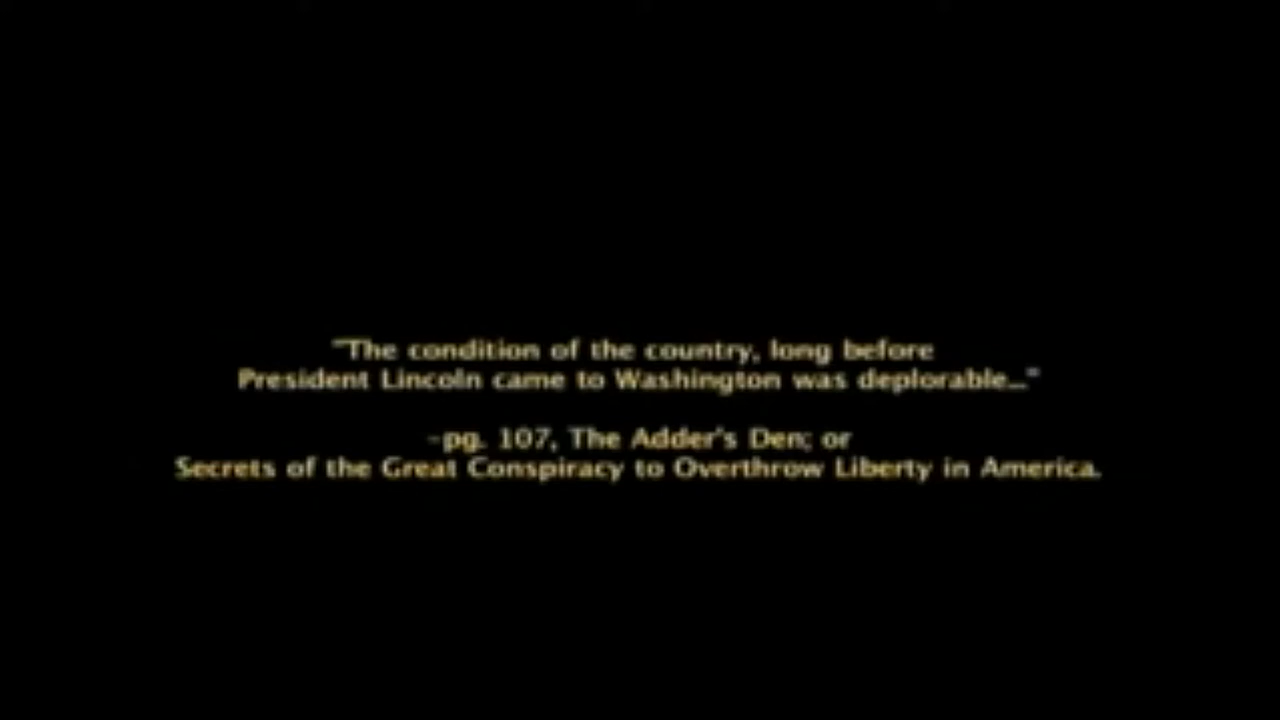 "The condition of the country, long before
President Lincoln came to Washington was deplorable..."
-pg. 107, The Adder's Den; or
Secrets of the Great Conspiracy to Overthrow Liberty in America.